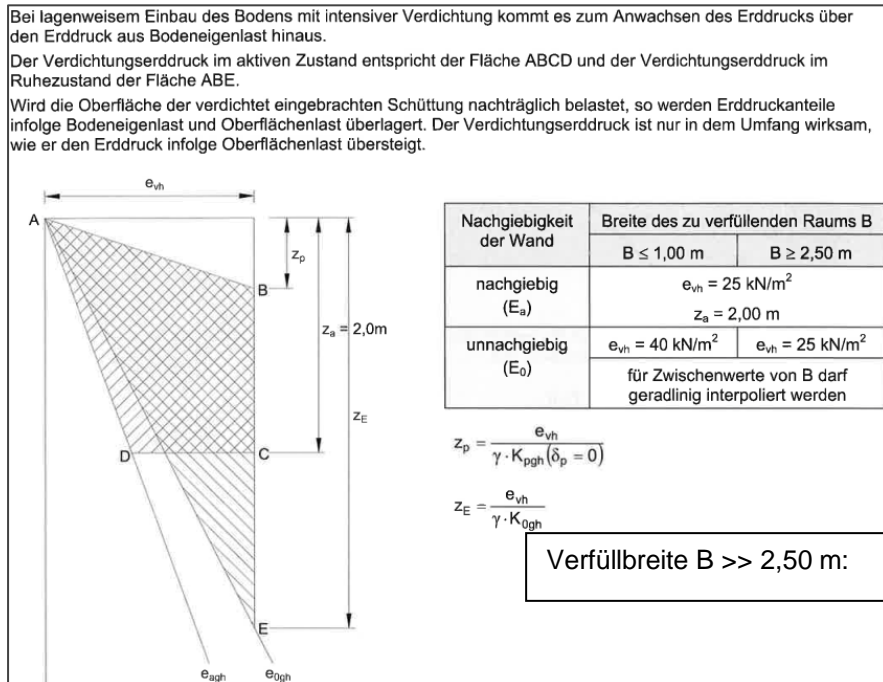 Bei lagenweisem Einbau des Bodens mit intensiver Verdichtung kommt es zum Anwachsen des Erddrucks über
den Erddruck aus Bodeneigenlast hinaus.
Der Verdichtungserddruck im aktiven Zustand entspricht der Fläche ABCD und der Verdichtungserddruck im
Ruhezustand der Fläche ABE.
Wird die Oberfläche der verdichtet eingebrachten Schüttung nachträglich belastet, so werden Erddruckanteile
infolge Bodeneigenlast und Oberflächenlast überlagert. Der Verdichtungserddruck ist nur in dem Umfang wirksam,
wie er den Erddruck infolge Oberflächenlast übersteigt.
e_vh
A
z_p
B
z_a = 2,0m
z_E
D
C
E
e_agh
e_0gh
Nachgiebigkeit der Wand
Breite des zu verfüllenden Raums B
B ≤ 1,00 m
B ≥ 2,50 m
nachgiebig
(E_a)
e_vh = 25 kN/m²
z_a = 2,00 m
unnachgiebig
(E_0)
e_vh = 40 kN/m²
e_vh = 25 kN/m²
für Zwischenwerte von B darf
geradlinig interpoliert werden
z_p = e_vh / (γ · K_pgh(δ_p = 0))
z_E = e_vh / (γ · K_0gh)
Verfüllbreite B >> 2,50 m: